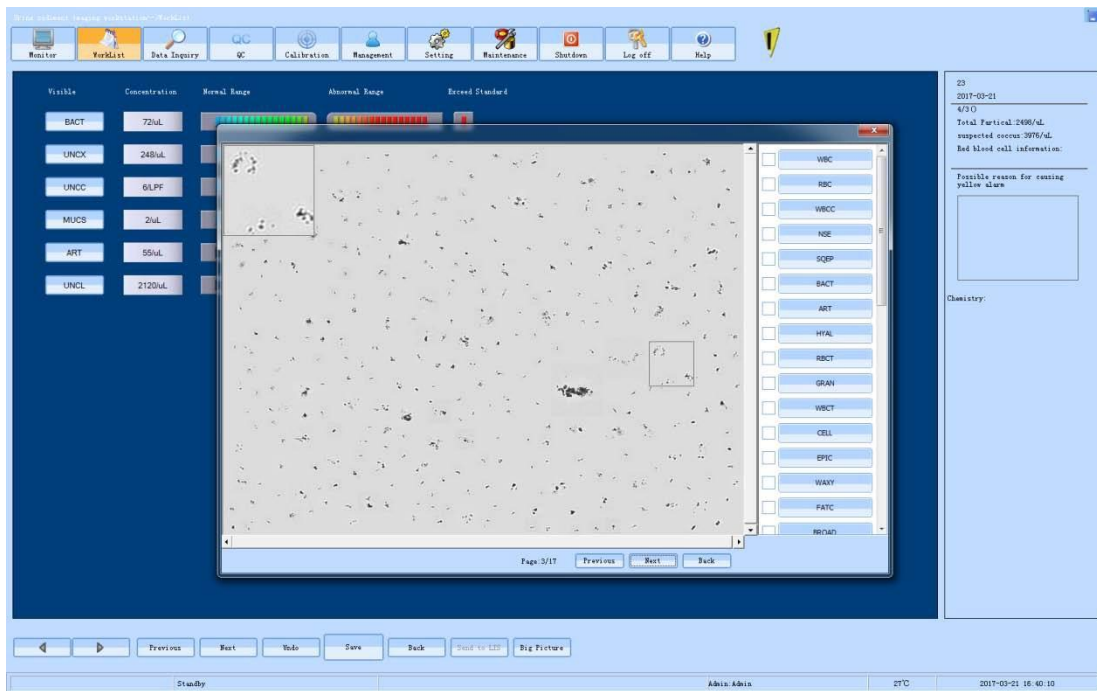 Monitor
WorkList
Data Inquiry
QC
QC
Calibration
Management
Setting
Maintenance
Shutdown
Log off
Help
Visible Concentration Normal Range Abnormal Range Exceed Standard
BACT 72/uL
UNCX 248/uL
UNCC 6/LPF
MUCS 2/uL
ART 55/uL
UNCL 2120/uL
WBC
RBC
WBCC
NSE
SQEP
BACT
ART
HYAL
RBCT
GRAN
WBCT
CELL
EPIC
WAXY
FATC
BROAD
Page:3/17 Previous Next Back
23
2017-03-21
4/3()
Total Partical:2498/uL
suspected coccus:3976/uL
Red blood cell information:
Possible reason for causing
yellow alarm
Chemistry:
Previous Next Undo Save Back Send to LIS Big Picture
Standby Admin:Admin 27℃ 2017-03-21 16:40:10